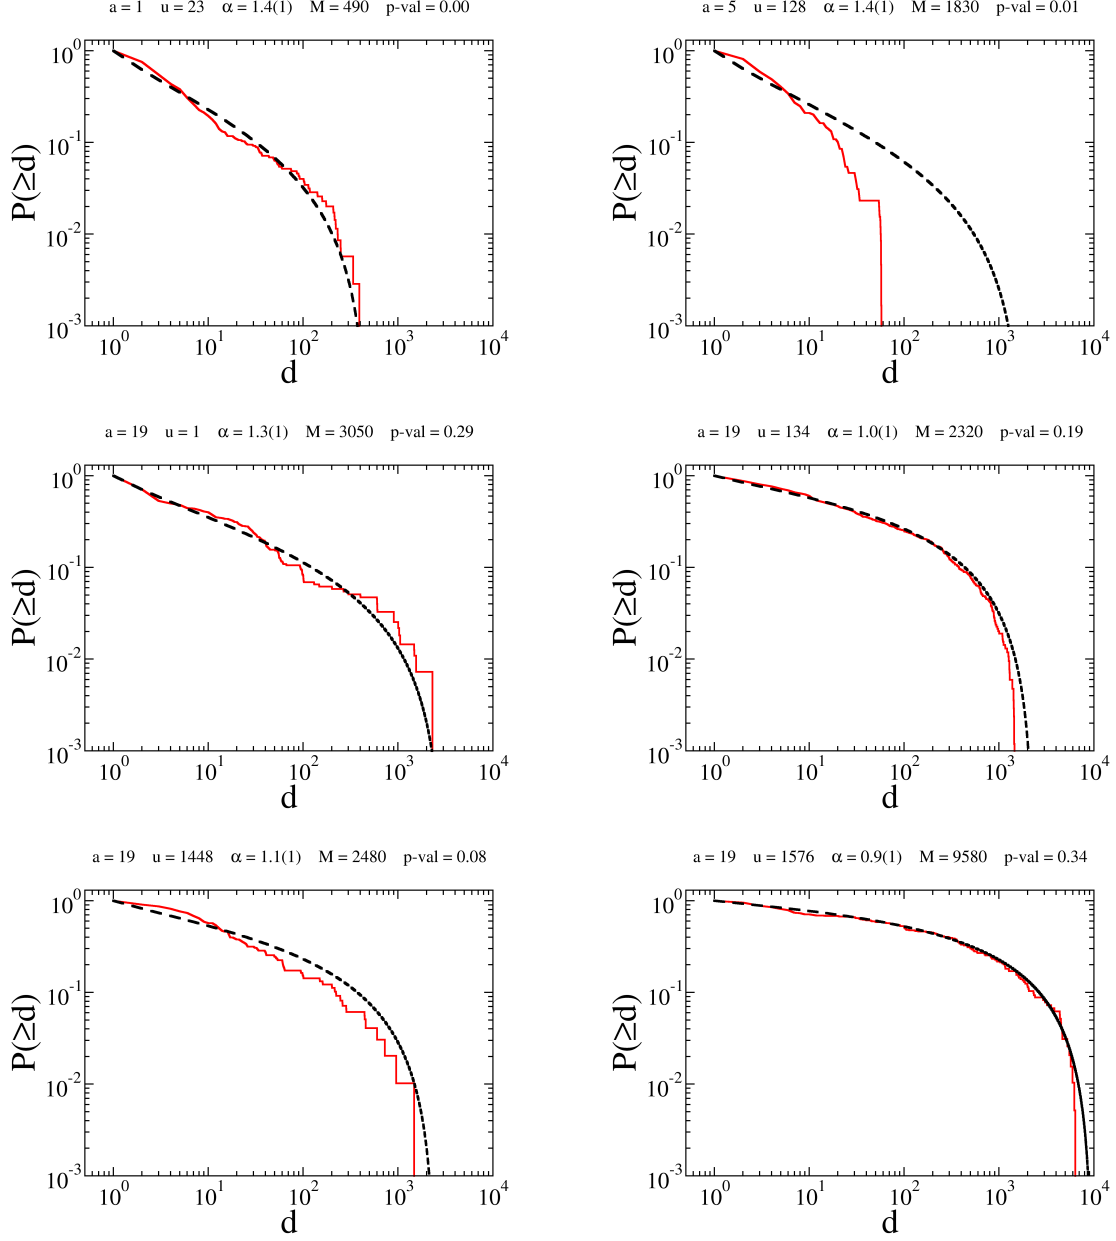 a = 1 u = 23 α = 1.4(1) M = 490 p-val = 0.00
10^0
10^-1
10^-2
10^-3
P(≥d)
10^0 10^1 10^2 10^3 10^4
d
a = 5 u = 128 α = 1.4(1) M = 1830 p-val = 0.01
10^0
10^-1
10^-2
10^-3
P(≥d)
10^0 10^1 10^2 10^3 10^4
d
a = 19 u = 1 α = 1.3(1) M = 3050 p-val = 0.29
10^0
10^-1
10^-2
10^-3
P(≥d)
10^0 10^1 10^2 10^3 10^4
d
a = 19 u = 134 α = 1.0(1) M = 2320 p-val = 0.19
10^0
10^-1
10^-2
10^-3
P(≥d)
10^0 10^1 10^2 10^3 10^4
d
a = 19 u = 1448 α = 1.1(1) M = 2480 p-val = 0.08
10^0
10^-1
10^-2
10^-3
P(≥d)
10^0 10^1 10^2 10^3 10^4
d
a = 19 u = 1576 α = 0.9(1) M = 9580 p-val = 0.34
10^0
10^-1
10^-2
10^-3
P(≥d)
10^0 10^1 10^2 10^3 10^4
d